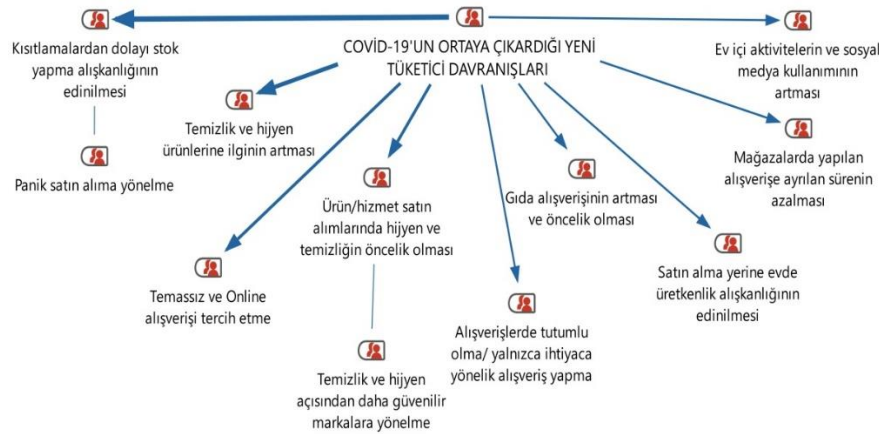 COVİD-19'UN ORTAYA ÇIKARDIĞI YENİ
TÜKETİCİ DAVRANIŞLARI
Kısıtlamalardan dolayı stok
yapma alışkanlığının
edinilmesi
Panik satın alıma yönelme
Temizlik ve hijyen
ürünlerine ilginin artması
Temassız ve Online
alışverişi tercih etme
Ürün/hizmet satın
alımlarında hijyen ve
temizliğin öncelik olması
Temizlik ve hijyen
açısından daha güvenilir
markalara yönelme
Alışverişlerde tutumlu
olma/ yalnızca ihtiyaca
yönelik alışveriş yapma
Gıda alışverişinin artması
ve öncelik olması
Satın alma yerine evde
üretkenlik alışkanlığının
edinilmesi
Mağazalarda yapılan
alışverişe ayrılan sürenin
azalması
Ev içi aktivitelerin ve sosyal
medya kullanımının
artması